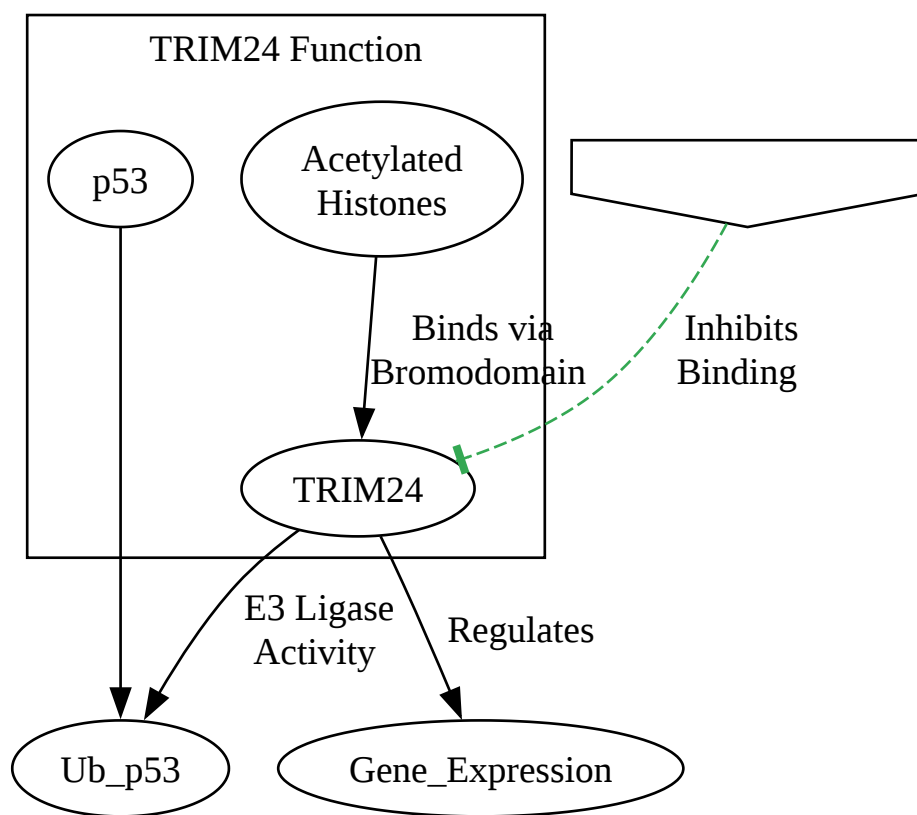 TRIM24 Function
p53
Acetylated
Histones
Binds via
Bromodomain
Inhibits
Binding
TRIM24
E3 Ligase
Activity
Regulates
Ub_p53
Gene_Expression